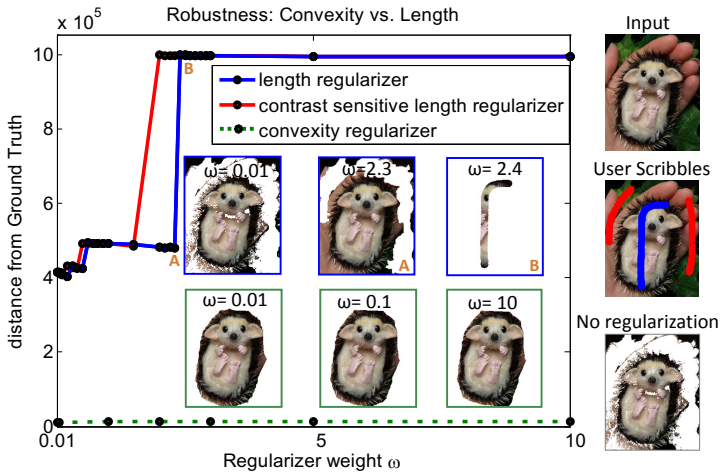 Robustness: Convexity vs. Length
x 10⁵
10
8
6
4
2
0
0.01
5
10
distance from Ground Truth
Regularizer weight ω
length regularizer
contrast sensitive length regularizer
convexity regularizer
B
A
ω= 0.01
ω=2.3
A
ω= 2.4
B
ω= 0.01
ω= 0.1
ω= 10
Input
User Scribbles
No regularization